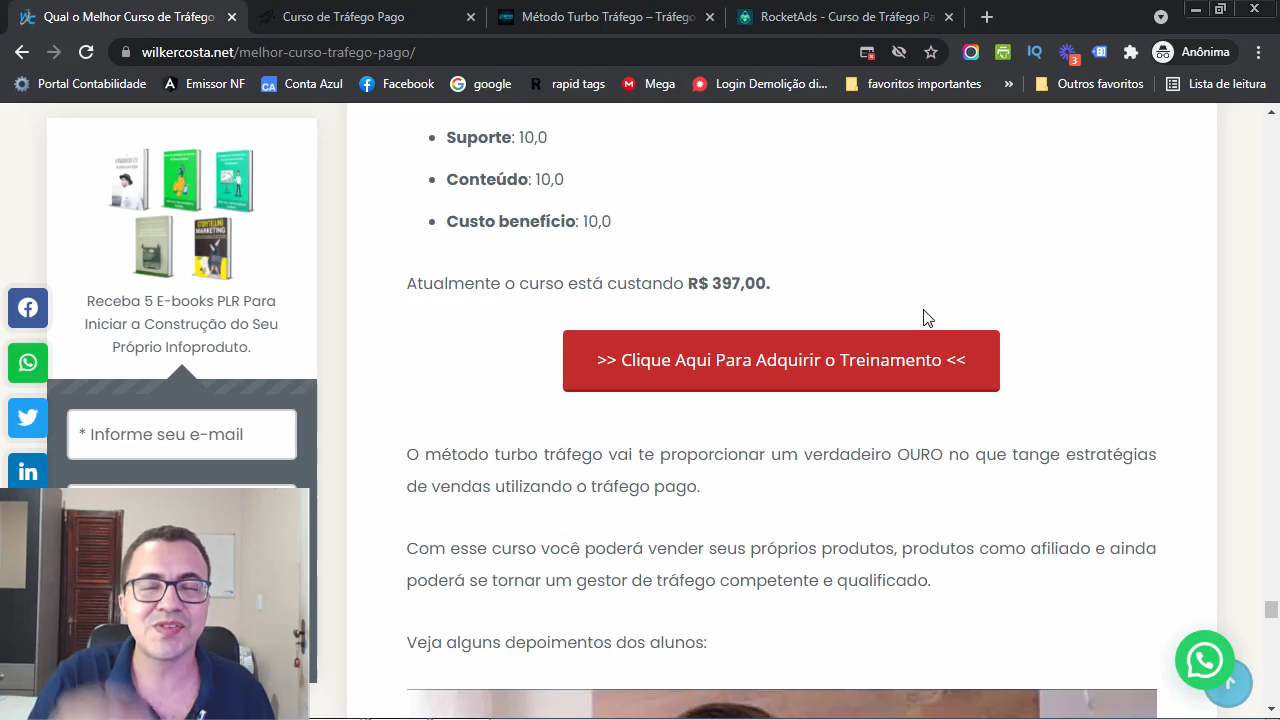 Qual o Melhor Curso de Tráfego
Curso de Tráfego Pago
Método Turbo Tráfego – Tráfego
RocketAds - Curso de Tráfego Pa
wilkercosta.net/melhor-curso-trafego-pago/
3
Anônima
Portal Contabilidade
Emissor NF
CA Conta Azul
Facebook
google
rapid tags
Mega
Login Demolição di...
favoritos importantes
»
Outros favoritos
Lista de leitura
Suporte: 10,0
Conteúdo: 10,0
Custo benefício: 10,0
Atualmente o curso está custando R$ 397,00.
>> Clique Aqui Para Adquirir o Treinamento <<
O método turbo tráfego vai te proporcionar um verdadeiro OURO no que tange estratégias
de vendas utilizando o tráfego pago.
Com esse curso você poderá vender seus próprios produtos, produtos como afiliado e ainda
poderá se tornar um gestor de tráfego competente e qualificado.
Veja alguns depoimentos dos alunos:
STORYTELLING
MARKETING
Receba 5 E-books PLR Para
Iniciar a Construção do Seu
Próprio Infoproduto.
* Informe seu e-mail